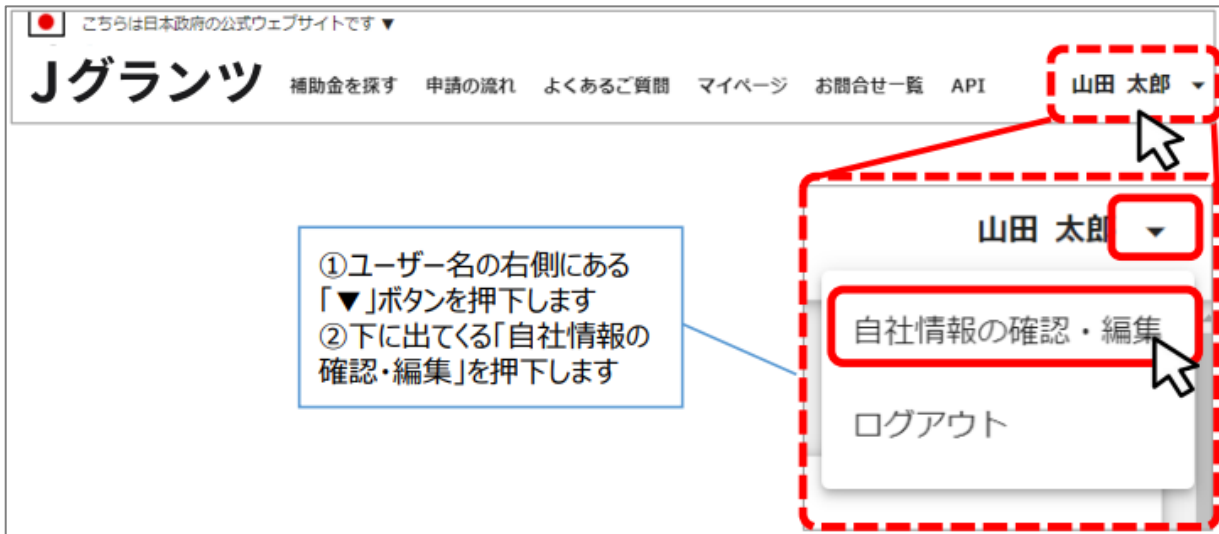 こちらは日本政府の公式ウェブサイトです ▼
Jグランツ 補助金を探す 申請の流れ よくあるご質問 マイページ お問合せ一覧 API 山田 太郎
①ユーザー名の右側にある
「▼」ボタンを押下します
②下に出てくる「自社情報の
確認・編集」を押下します
山田 太郎
自社情報の確認・編集
ログアウト